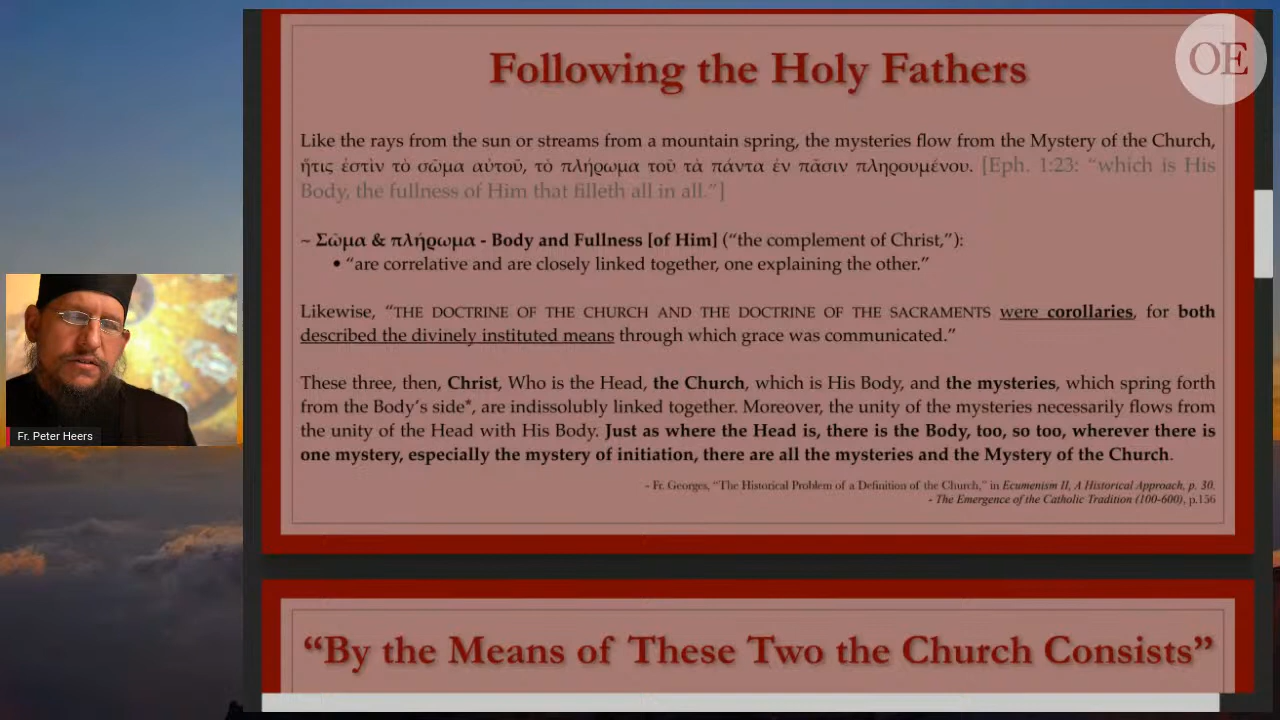 Following the Holy Fathers
OE
Like the rays from the sun or streams from a mountain spring, the mysteries flow from the Mystery of the Church,
ἥτις ἐστὶν τὸ σῶμα αὐτοῦ, τὸ πλήρωμα τοῦ τὰ πάντα ἐν πᾶσιν πληρουμένου. [Eph. 1:23: “which is His
Body, the fullness of Him that filleth all in all.”]
~ Σῶμα & πλήρωμα - Body and Fullness [of Him] (“the complement of Christ,”):
• “are correlative and are closely linked together, one explaining the other.”
Likewise, “THE DOCTRINE OF THE CHURCH AND THE DOCTRINE OF THE SACRAMENTS were corollaries, for both
described the divinely instituted means through which grace was communicated.”
These three, then, Christ, Who is the Head, the Church, which is His Body, and the mysteries, which spring forth
from the Body’s side*, are indissolubly linked together. Moreover, the unity of the mysteries necessarily flows from
the unity of the Head with His Body. Just as where the Head is, there is the Body, too, so too, wherever there is
one mystery, especially the mystery of initiation, there are all the mysteries and the Mystery of the Church.
- Fr. Georges, “The Historical Problem of a Definition of the Church,” in Ecumenism II, A Historical Approach, p. 30.
- The Emergence of the Catholic Tradition (100-600), p.156
Fr. Peter Heers
“By the Means of These Two the Church Consists”